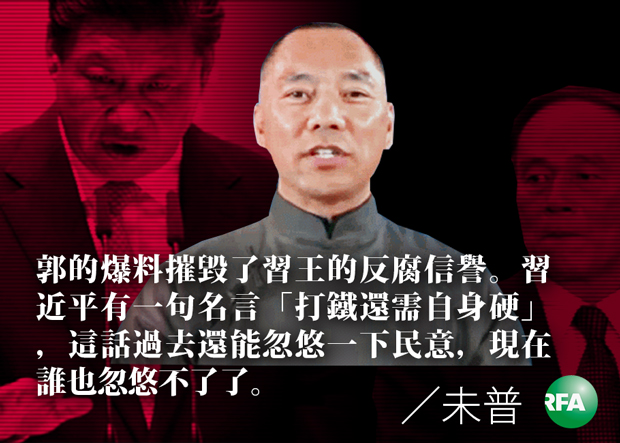 郭的爆料摧毀了習王的反腐信譽。習
近平有一句名言「打鐵還需自身硬」
，這話過去還能忽悠一下民意，現在
誰也忽悠不了了。
／未普
RFA